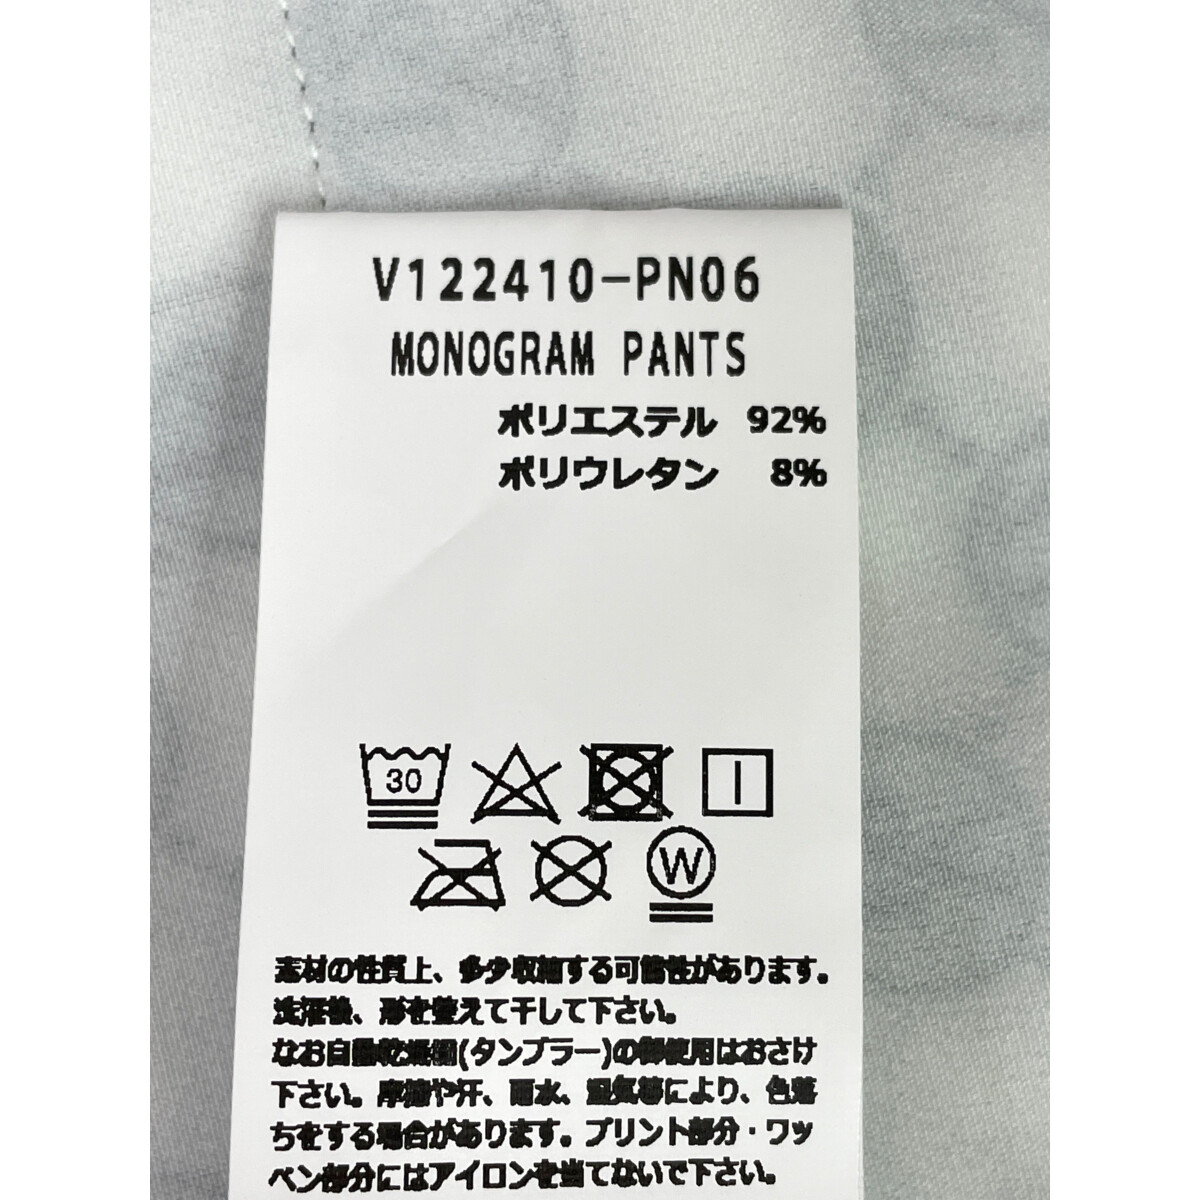 V122410-PN06
MONOGRAM PANTS
ポリエステル 92%
ポリウレタン 8%
30
W
素材の性質上、多少収縮する可能性があります。
洗濯後、形を整えて干して下さい。
なお自動乾燥機(タンブラー)の御使用はおさけ
下さい。摩擦や汗、雨水、湿気等により、色落
ちをする場合があります。プリント部分・ワッ
ペン部分にはアイロンを当てないで下さい。